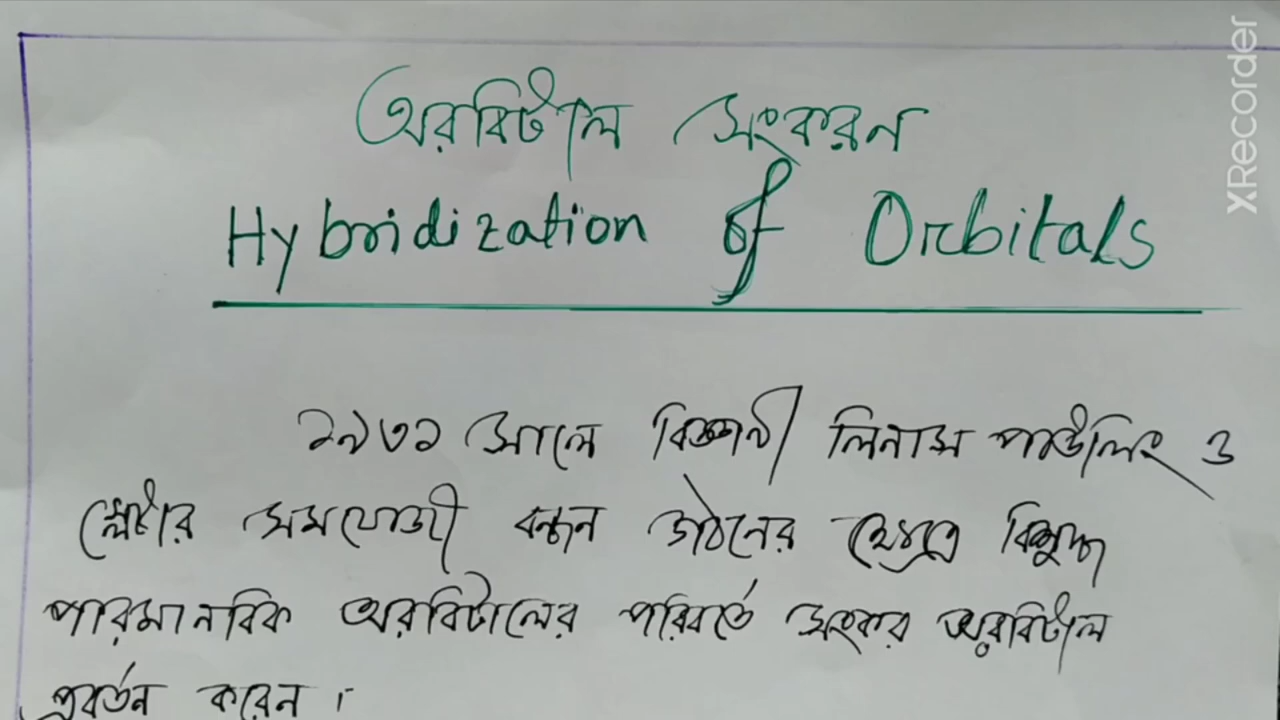 অরবিটাল সংকরন
Hybridization of Orbitals
১৯৩১ সালে বিজ্ঞানী লিনাস পাউলিং ও
স্লেটার সমযোজী বন্ধন গঠনের ক্ষেত্রে বিশুদ্ধ
পারমানবিক অরবিটালের পরিবর্তে সংকর অরবিটাল
প্রবর্তন করেন।
XRecorder